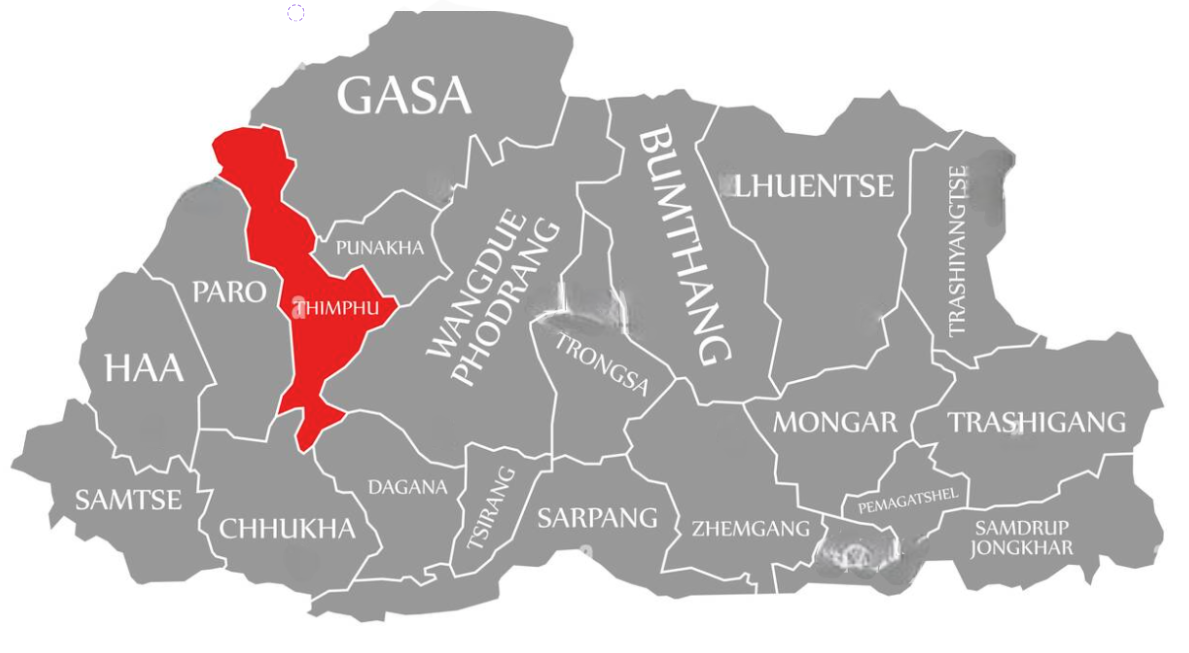 GASA
BUMTHANG
LHUENTSE
TRASHIYANGTSE
PUNAKHA
WANGDUE
PHODRANG
PARO
THIMPHU
HAA
TRONGSA
MONGAR
TRASHIGANG
SAMTSE
CHHUKHA
DAGANA
TSIRANG
SARPANG
ZHEMGANG
PEMAGATSHEL
SAMDRUP
JONGKHAR